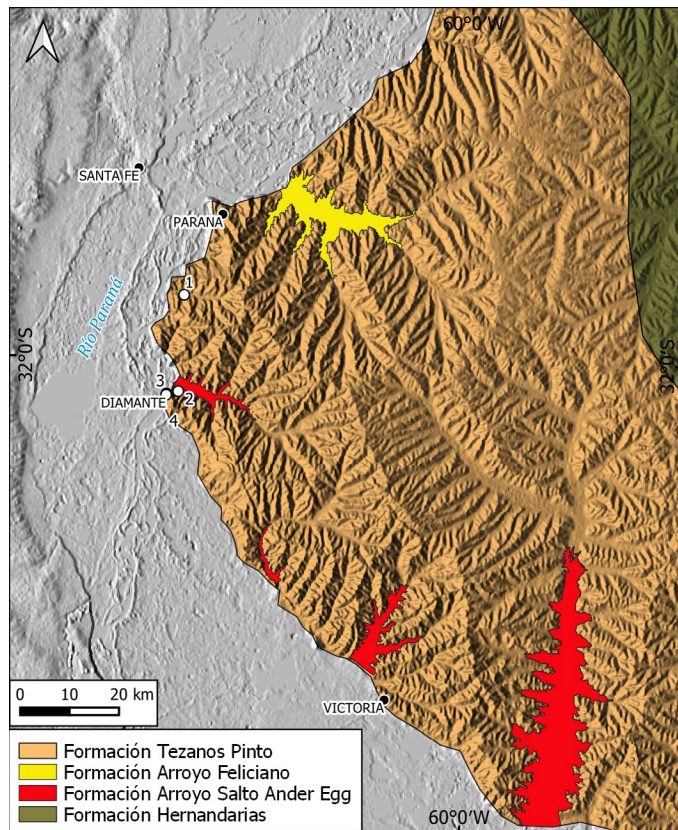 60°0'W
SANTA FE
PARANÁ
1
Río Paraná
32°0'S
32°0'S
3
DIAMANTE
2
4
0 10 20 km
VICTORIA
Formación Tezanos Pinto
Formación Arroyo Feliciano
Formación Arroyo Salto Ander Egg
Formación Hernandarias
60°0'W